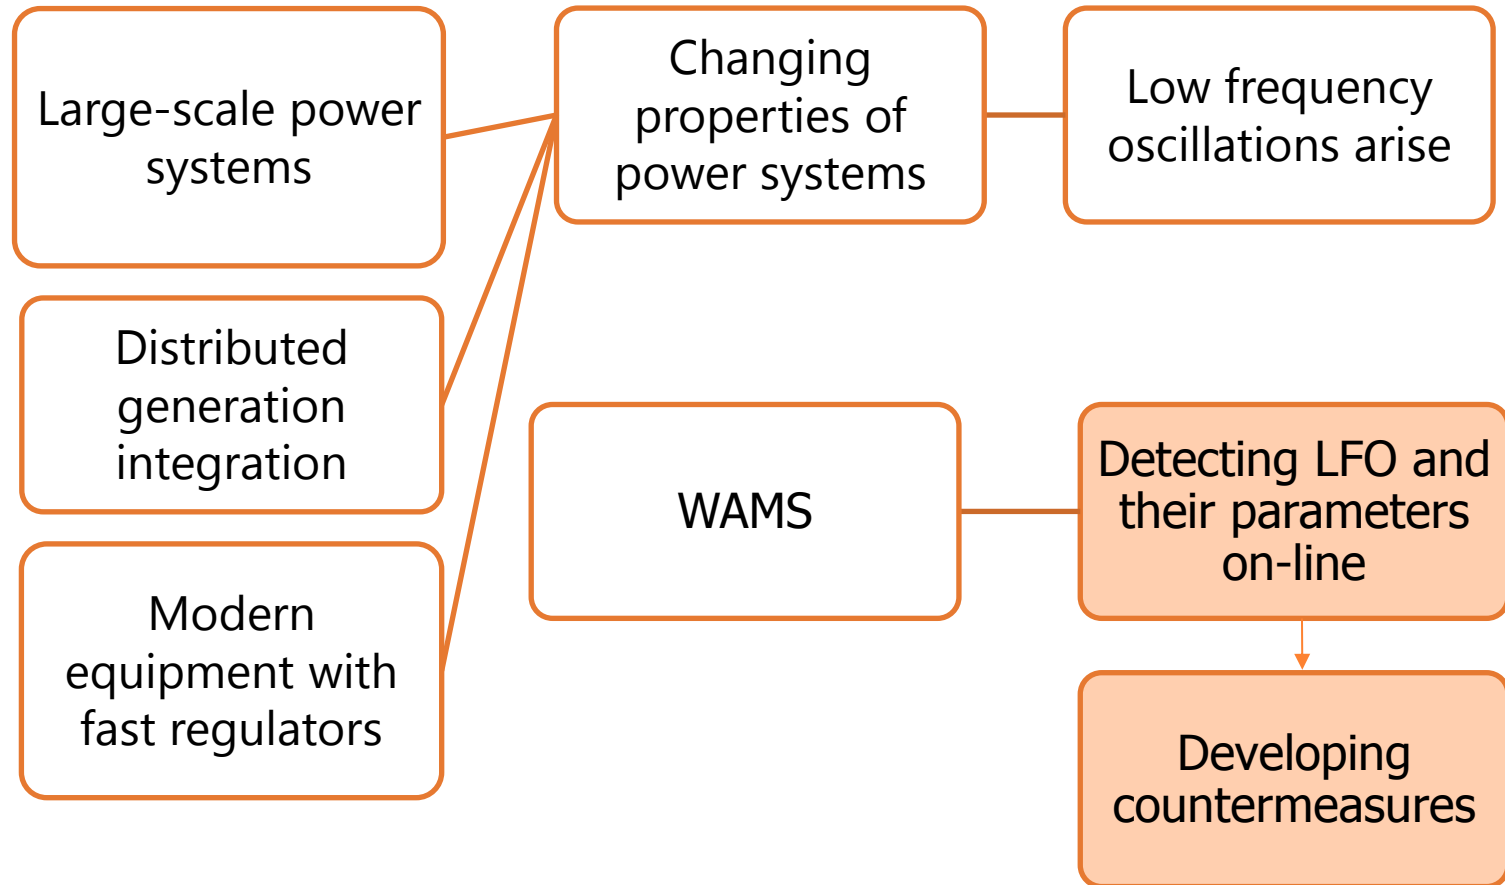 Large-scale power
systems
Distributed
generation
integration
Modern
equipment with
fast regulators
Changing
properties of
power systems
Low frequency
oscillations arise
WAMS
Detecting LFO and
their parameters
on-line
Developing
countermeasures